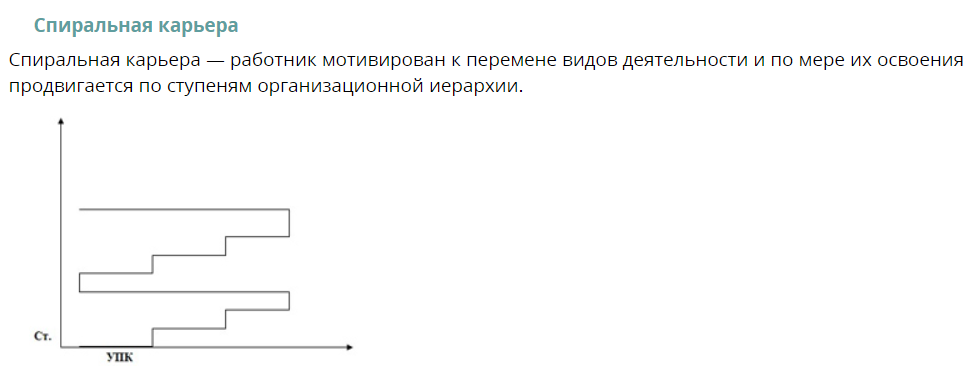 Спиральная карьера
Спиральная карьера — работник мотивирован к перемене видов деятельности и по мере их освоения
продвигается по ступеням организационной иерархии.
Ст.
УПК